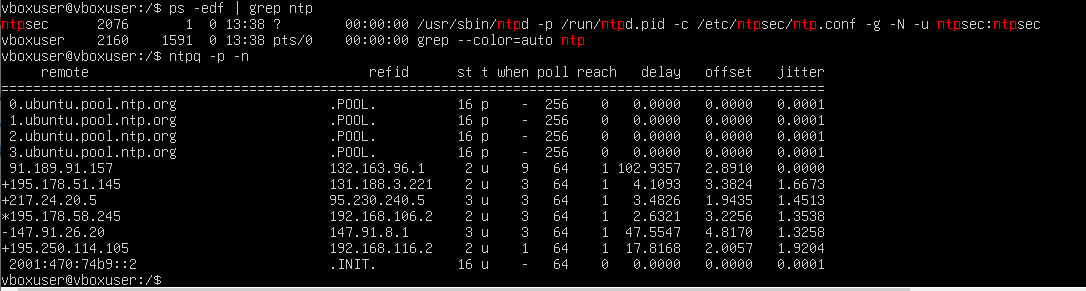 vboxuser@vboxuser:/$ ps -edf | grep ntp
ntpsec      2076       1  0 13:38 ?        00:00:00 /usr/sbin/ntpd -p /run/ntpd.pid -c /etc/ntpsec/ntp.conf -g -N -u ntpsec:ntpsec
vboxuser    2160    1591  0 13:38 pts/0    00:00:00 grep --color=auto ntp
vboxuser@vboxuser:/$ ntpq -p -n
     remote                                   refid      st t when poll reach   delay   offset   jitter
=======================================================================================================
 0.ubuntu.pool.ntp.org                   .POOL.          16 p    -  256    0   0.0000   0.0000   0.0001
 1.ubuntu.pool.ntp.org                   .POOL.          16 p    -  256    0   0.0000   0.0000   0.0001
 2.ubuntu.pool.ntp.org                   .POOL.          16 p    -  256    0   0.0000   0.0000   0.0001
 3.ubuntu.pool.ntp.org                   .POOL.          16 p    -  256    0   0.0000   0.0000   0.0001
 91.189.91.157                           132.163.96.1     2 u    9   64    1 102.9357   2.8910   0.0000
+195.178.51.145                          131.188.3.221    2 u    3   64    1   4.1093   3.3824   1.6673
+217.24.20.5                             95.230.240.5     3 u    3   64    1   3.4826   1.9435   1.4513
*195.178.58.245                          192.168.106.2    2 u    3   64    1   2.6321   3.2256   1.3538
-147.91.26.20                            147.91.8.1       3 u    3   64    1  47.5547   4.8170   1.3258
+195.250.114.105                         192.168.116.2    2 u    1   64    1  17.8168   2.0057   1.9204
 2001:470:74b9::2                        .INIT.          16 u    -   64    0   0.0000   0.0000   0.0001
vboxuser@vboxuser:/$